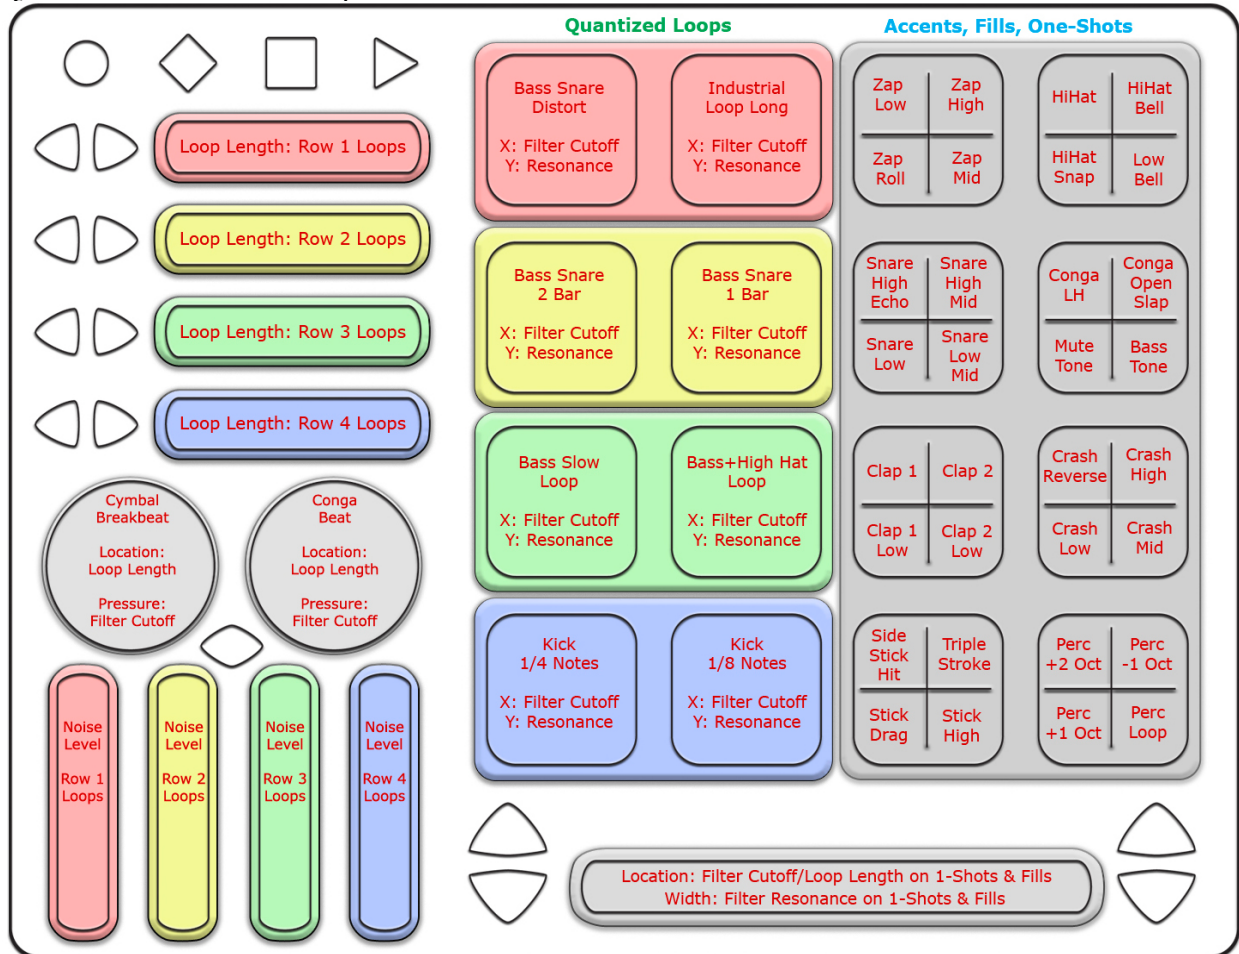 Quantized Loops
Accents, Fills, One-Shots
Loop Length: Row 1 Loops
Loop Length: Row 2 Loops
Loop Length: Row 3 Loops
Loop Length: Row 4 Loops
Cymbal
Breakbeat
Location:
Loop Length
Pressure:
Filter Cutoff
Conga
Beat
Location:
Loop Length
Pressure:
Filter Cutoff
Noise
Level
Row 1
Loops
Noise
Level
Row 2
Loops
Noise
Level
Row 3
Loops
Noise
Level
Row 4
Loops
Bass Snare
Distort
X: Filter Cutoff
Y: Resonance
Industrial
Loop Long
X: Filter Cutoff
Y: Resonance
Bass Snare
2 Bar
X: Filter Cutoff
Y: Resonance
Bass Snare
1 Bar
X: Filter Cutoff
Y: Resonance
Bass Slow
Loop
X: Filter Cutoff
Y: Resonance
Bass+High Hat
Loop
X: Filter Cutoff
Y: Resonance
Kick
1/4 Notes
X: Filter Cutoff
Y: Resonance
Kick
1/8 Notes
X: Filter Cutoff
Y: Resonance
Zap
Low
Zap
High
Zap
Roll
Zap
Mid
HiHat
HiHat
Bell
HiHat
Snap
Low
Bell
Snare
High
Echo
Snare
High
Mid
Snare
Low
Snare
Low
Mid
Conga
LH
Conga
Open
Slap
Mute
Tone
Bass
Tone
Clap 1
Clap 2
Clap 1
Low
Clap 2
Low
Crash
Reverse
Crash
High
Crash
Low
Crash
Mid
Side
Stick
Hit
Triple
Stroke
Stick
Drag
Stick
High
Perc
+2 Oct
Perc
-1 Oct
Perc
+1 Oct
Perc
Loop
Location: Filter Cutoff/Loop Length on 1-Shots & Fills
Width: Filter Resonance on 1-Shots & Fills